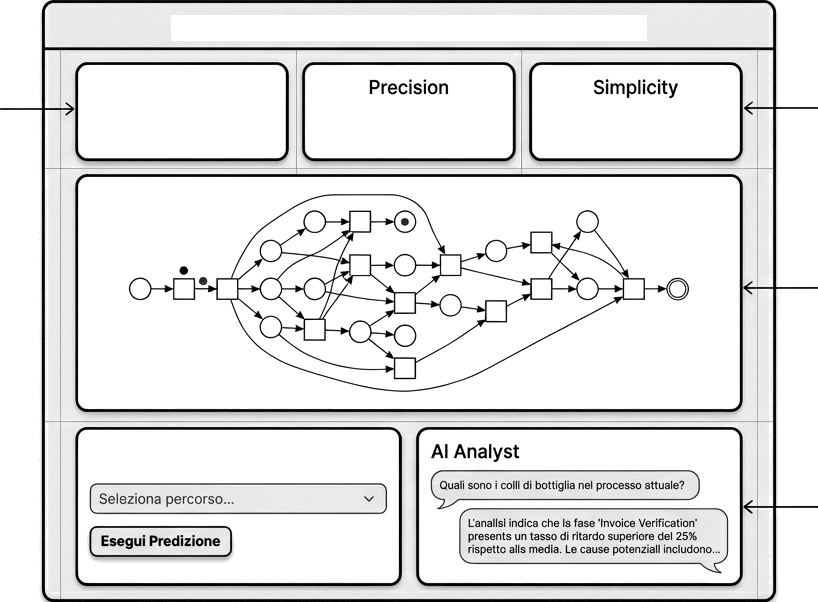 Precision
Simplicity
Seleziona percorso...
Esegui Predizione
AI Analyst
Quali sono i colli di bottiglia nel processo attuale?
L'anallsi indica che ls fase 'Invoice Verification'
presents un tasso di ritardo superiore del 25%
rispetto alls media. Le cause potenziall includono...